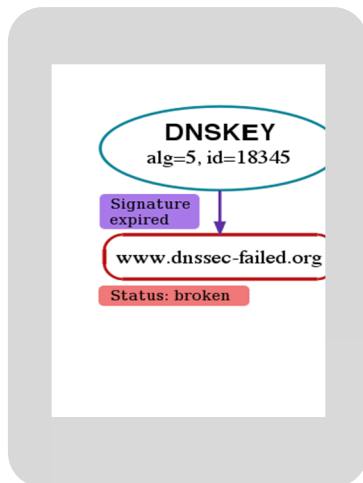 DNSKEY
alg=5, id=18345
Signature
expired
www.dnssec-failed.org
Status: broken